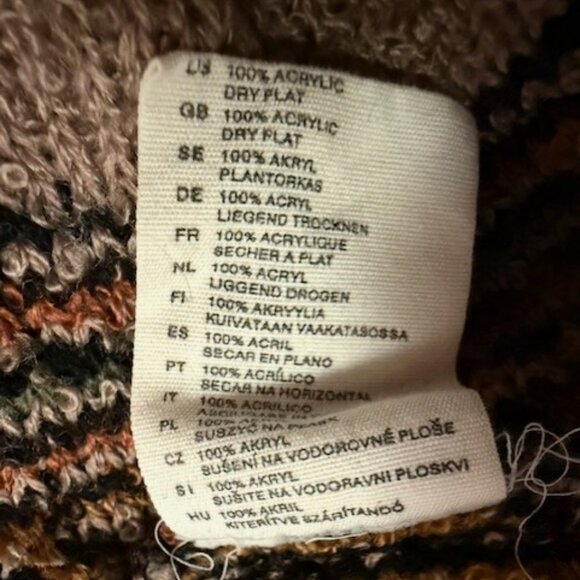 US 100% ACRYLIC
DRY FLAT
GB 100% ACRYLIC
DRY FLAT
SE 100% AKRYL
PLANTORKAS
DE 100% ACRYL
LIEGEND TROCKNEN
FR 100% ACRYLIQUE
SECHER A PLAT
NL 100% ACRYL
LIGGEND DROGEN
FI 100% AKRYYLIA
KUIVATAAN VAAKATASOSSA
ES 100% ACRIL
SECAR EN PLANO
PT 100% ACRÍLICO
SECAR NA HORIZONTAL
IT 100% ACRILICO
PL 100%
SUSZYĆ NA
CZ 100% AKRYL
SUŠENÍ NA VODOROVNÉ PLOŠE
SI 100% AKRYL
SUŠITE NA VODORAVNI PLOSKVI
HU 100% AKRIL
KITERÍTVE SZÁRÍTANDÓ